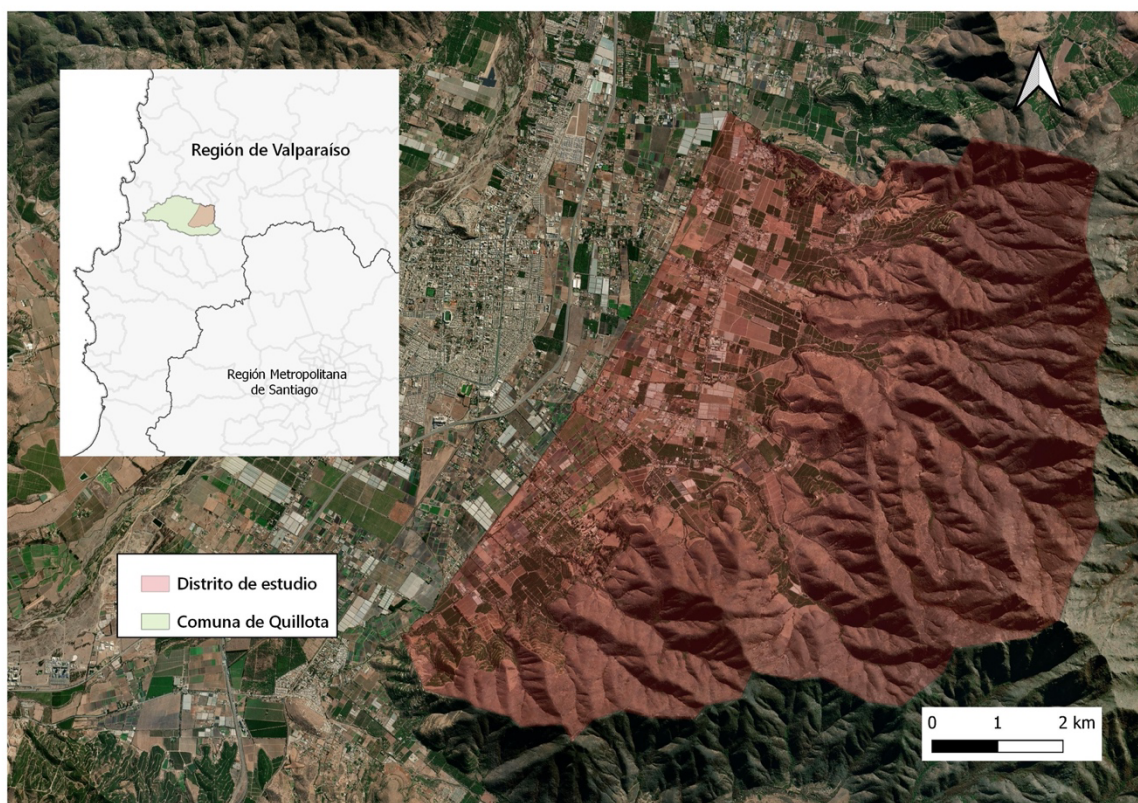 Región de Valparaíso
Región Metropolitana
de Santiago
Distrito de estudio
Comuna de Quillota
0 1 2 km